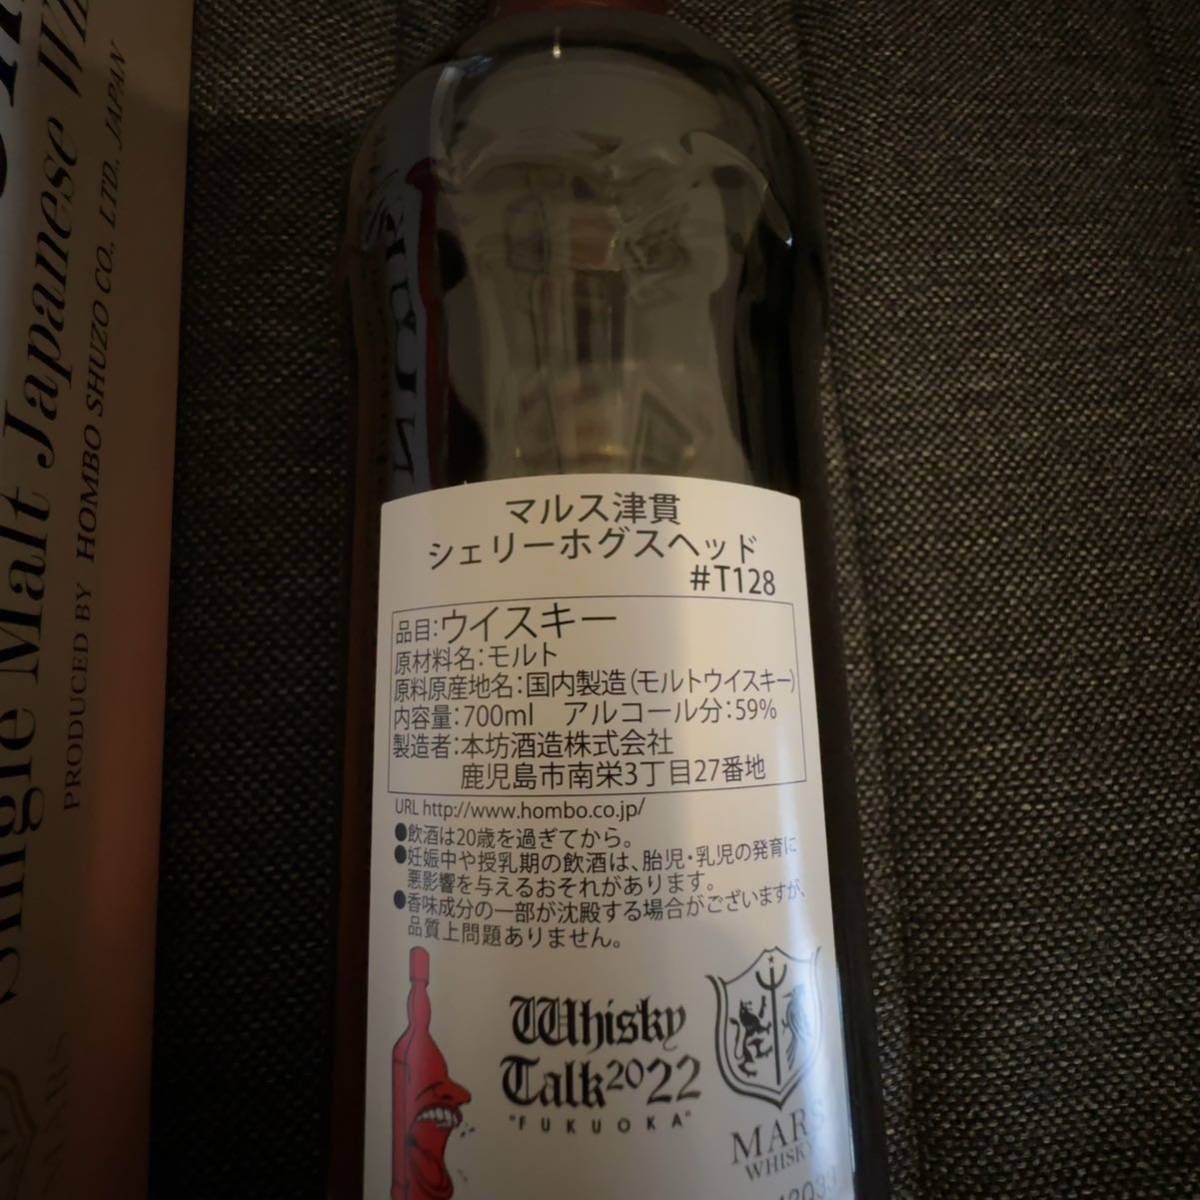 Single Malt Japanese
PRODUCED BY HOMBO SHUZO CO., LTD. JAPAN
マルス津貫
シェリーホグスヘッド
#T128
品目:ウイスキー
原材料名:モルト
原料原産地名:国内製造(モルトウイスキー)
内容量:700ml アルコール分:59%
製造者:本坊酒造株式会社
鹿児島市南栄3丁目27番地
URL http://www.hombo.co.jp/
●飲酒は20歳を過ぎてから。
●妊娠中や授乳期の飲酒は、胎児・乳児の発育に
悪影響を与えるおそれがあります。
●香味成分の一部が沈殿する場合がございますが、
品質上問題ありません。
Whisky
Talk 2022
"FUKUOKA"
MARS
WHISKY